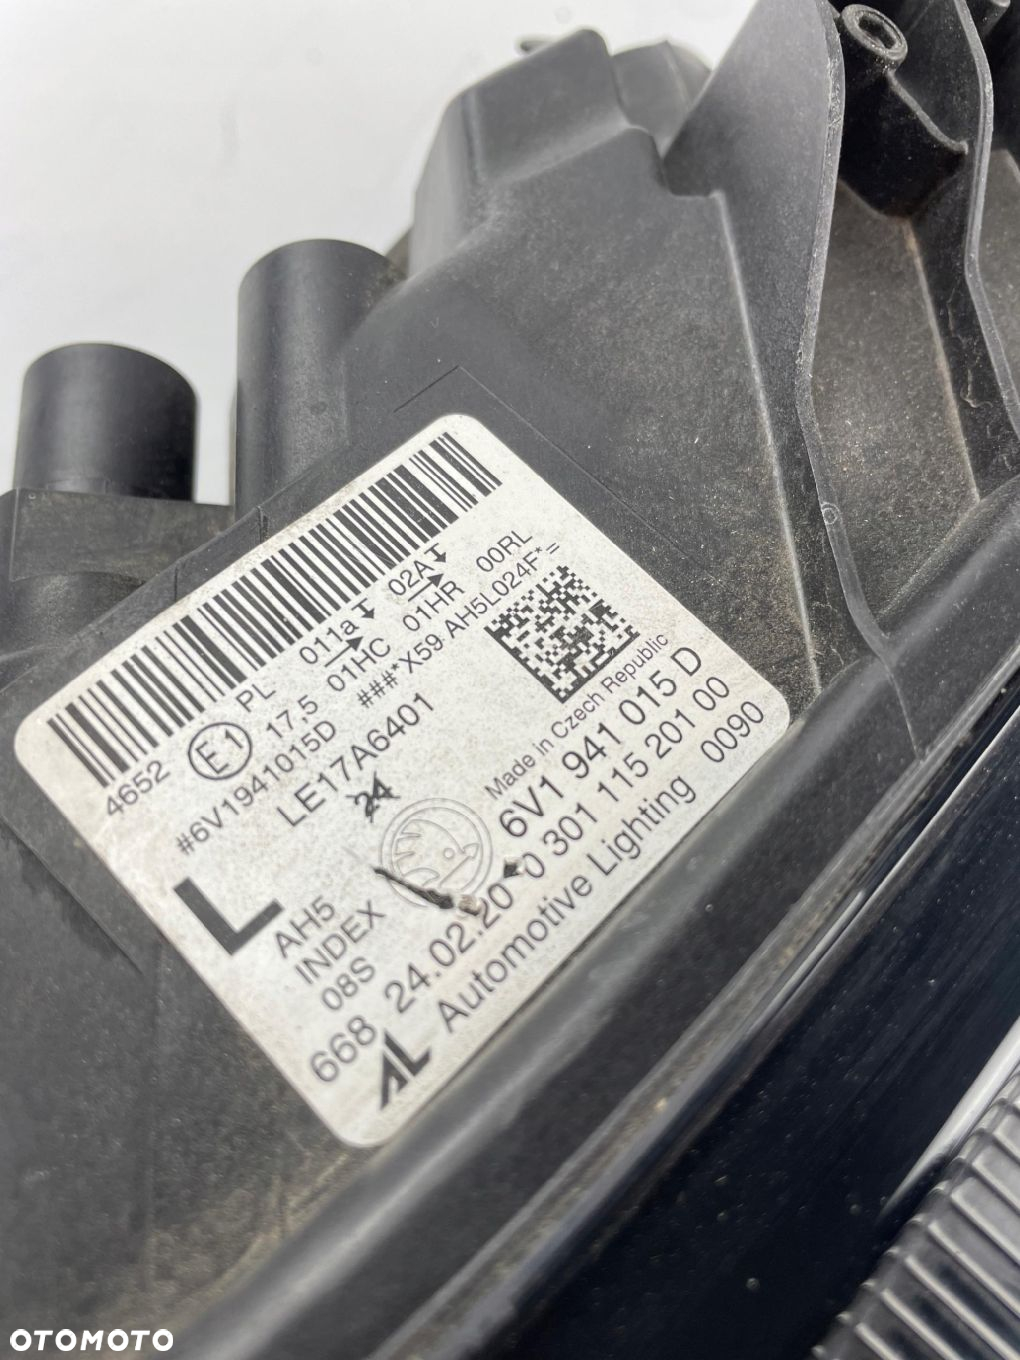 4652 E1 PL 011a 02A 00RL
17,5 01HC 01HR
#6V1941015D ###*X59 AH5L024F*=
LE17A6401
24
L
AH5
INDEX
08S
Made in Czech Republic
6V1 941 015 D
668 24.02.20 0 301 115 201 00
AL Automotive Lighting 0090
OTOMOTO